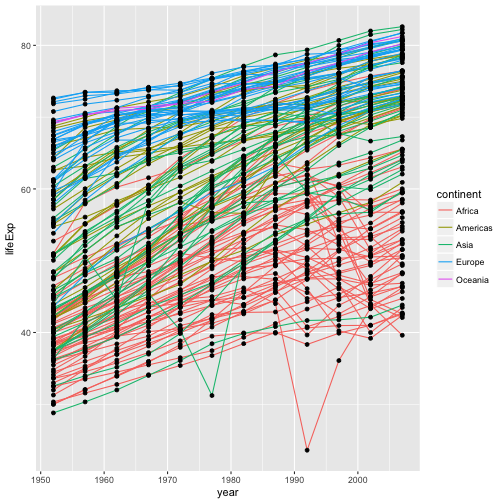 80
60
40
lifeExp
1950 1960 1970 1980 1990 2000
year
continent
Africa
Americas
Asia
Europe
Oceania